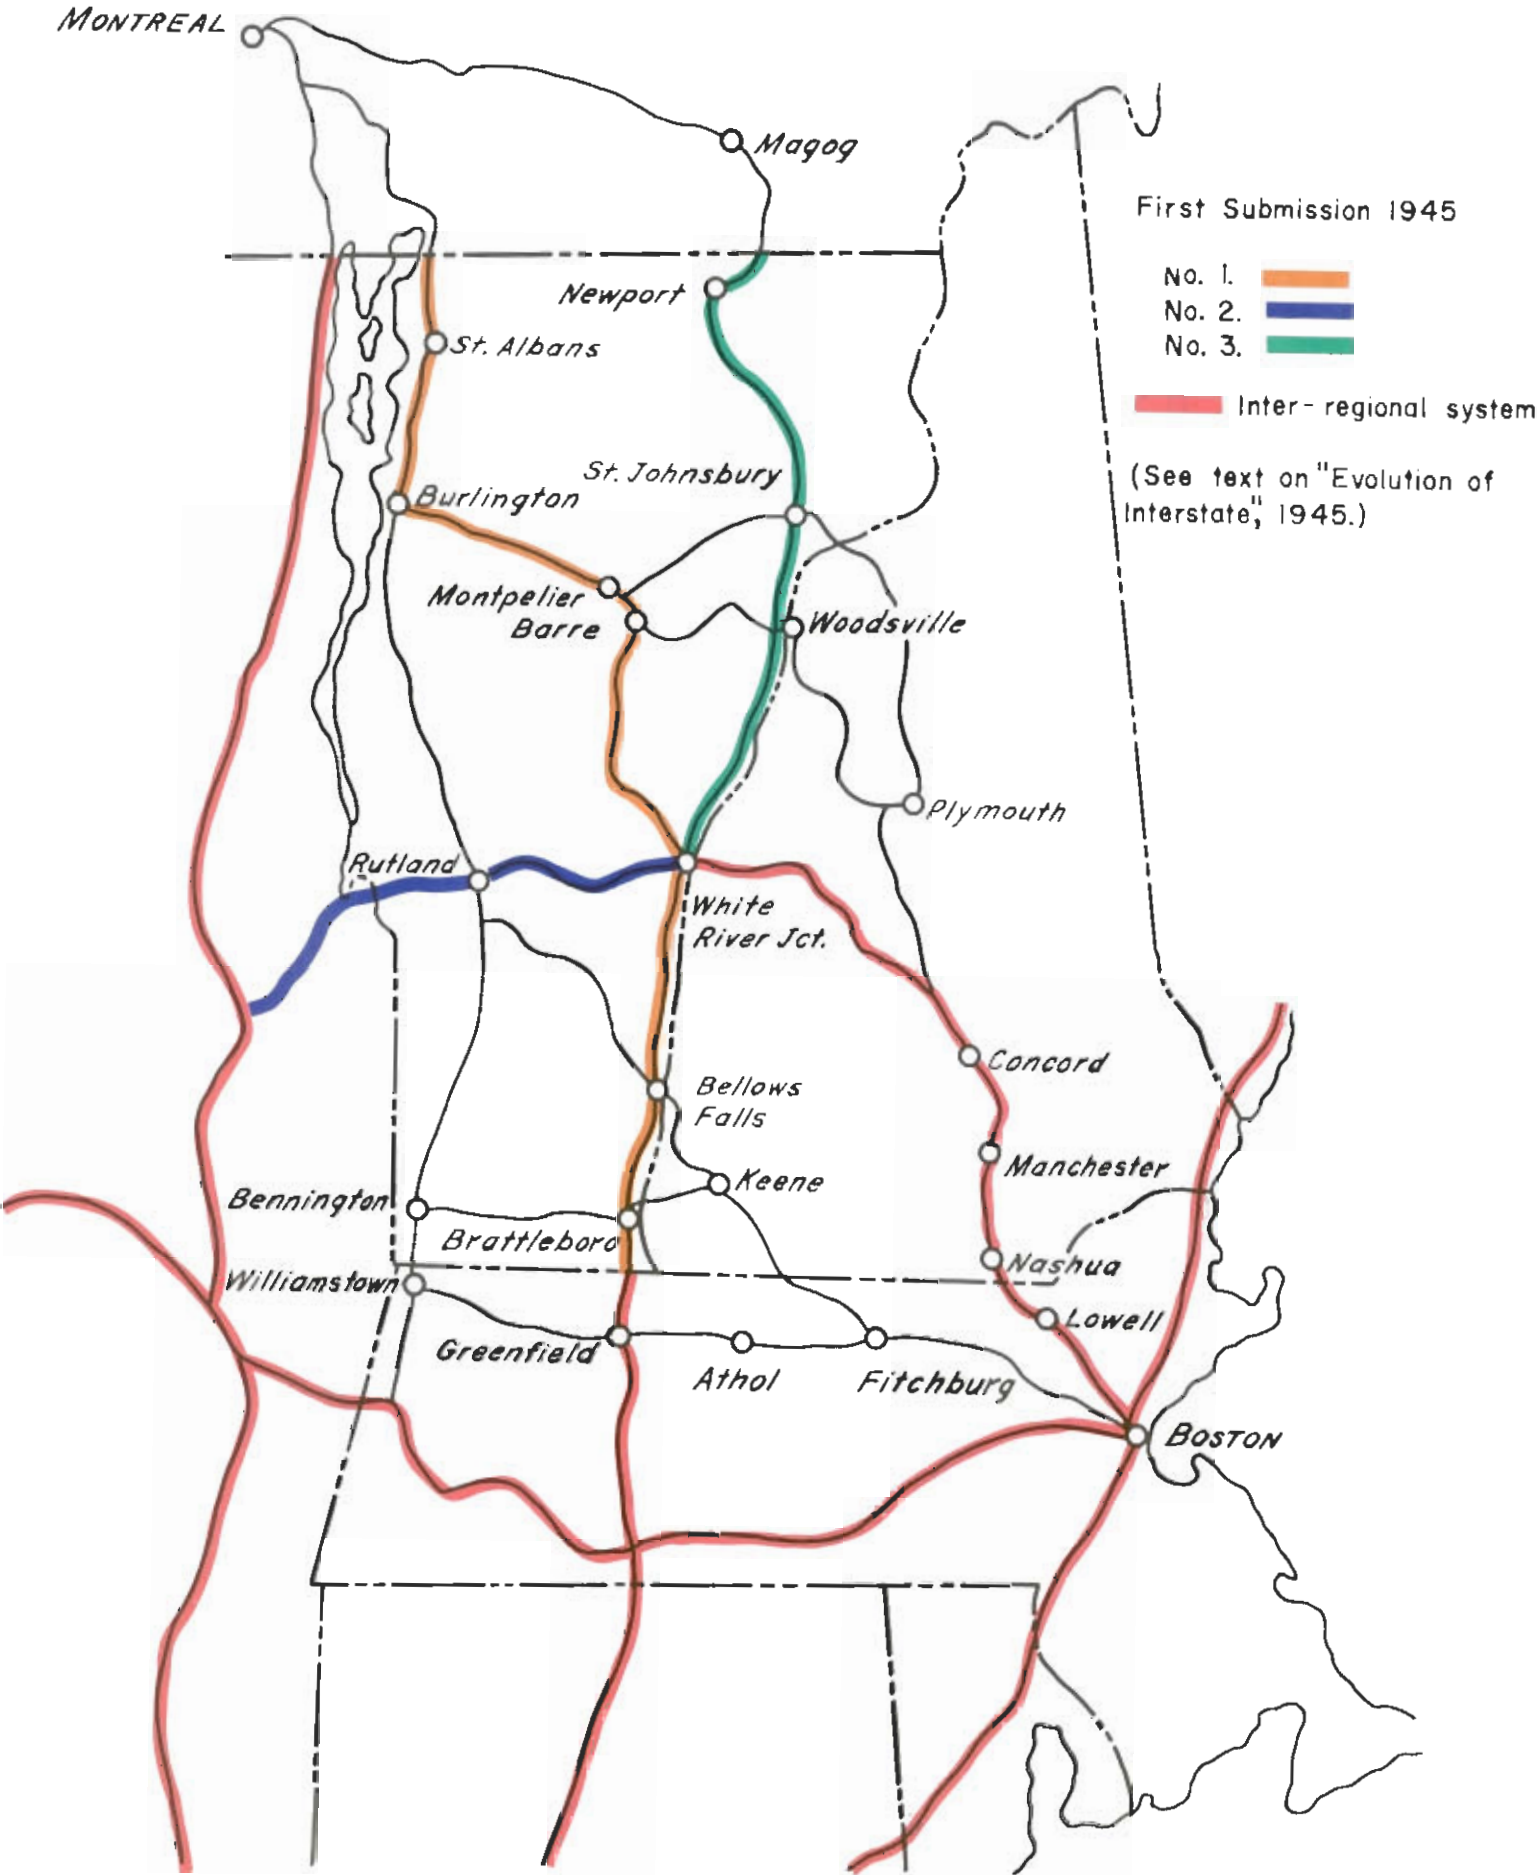 MONTREAL
Magog
First Submission 1945
No. 1.
No. 2.
No. 3.
Inter-regional system
(See text on "Evolution of
Interstate", 1945.)
Newport
St. Albans
St. Johnsbury
Burlington
Montpelier
Barre
Woodsville
Plymouth
Rutland
White
River Jct.
Concord
Bellows
Falls
Manchester
Keene
Bennington
Brattleboro
Nashua
Williamstown
Lowell
Greenfield
Athol
Fitchburg
BOSTON